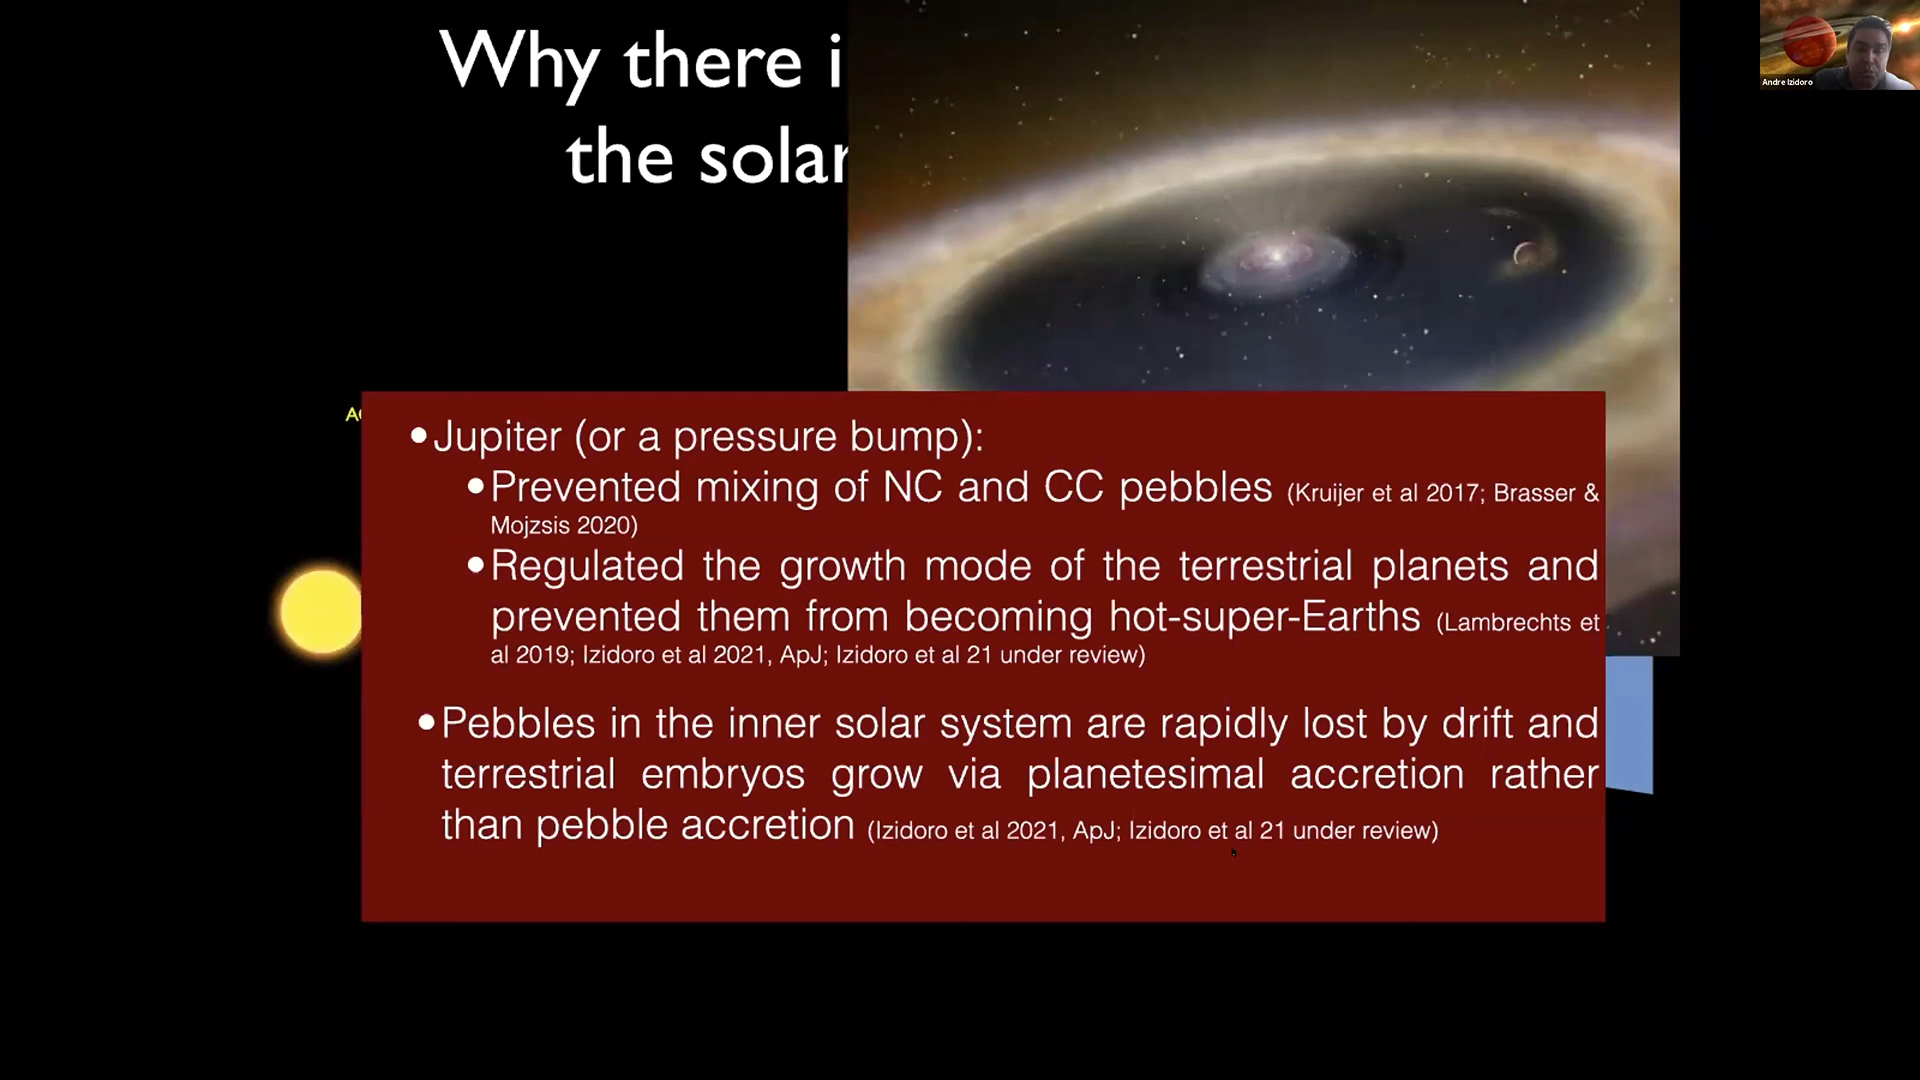 Why there i
the solar
Andre Izidoro
A
•Jupiter (or a pressure bump):
•Prevented mixing of NC and CC pebbles (Kruijer et al 2017; Brasser &
Mojzsis 2020)
•Regulated the growth mode of the terrestrial planets and
prevented them from becoming hot-super-Earths (Lambrechts et
al 2019; Izidoro et al 2021, ApJ; Izidoro et al 21 under review)
•Pebbles in the inner solar system are rapidly lost by drift and
terrestrial embryos grow via planetesimal accretion rather
than pebble accretion (Izidoro et al 2021, ApJ; Izidoro et al 21 under review)